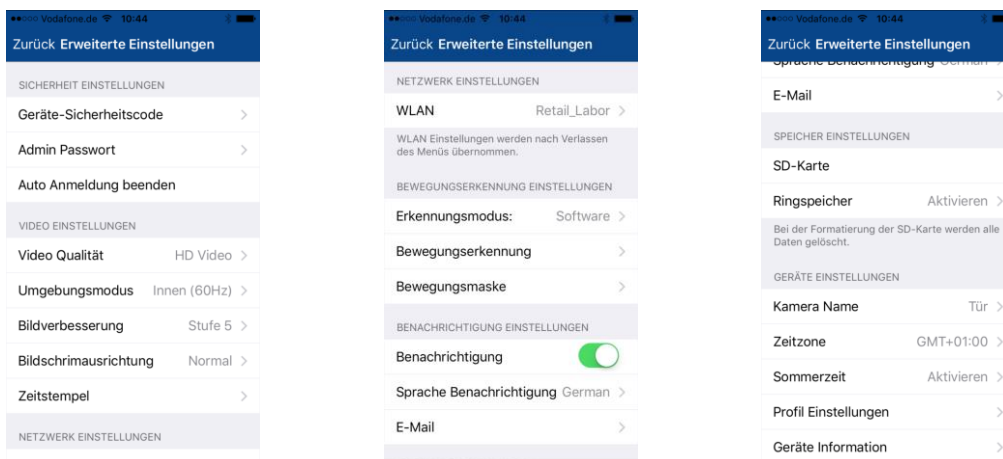 ●●○○○ Vodafone.de 10:44
Zurück Erweiterte Einstellungen
SICHERHEIT EINSTELLUNGEN
Geräte-Sicherheitscode
Admin Passwort
Auto Anmeldung beenden
VIDEO EINSTELLUNGEN
Video Qualität HD Video
Umgebungsmodus Innen (60Hz)
Bildverbesserung Stufe 5
Bildschrimausrichtung Normal
Zeitstempel
NETZWERK EINSTELLUNGEN
●●○○○ Vodafone.de 10:44
Zurück Erweiterte Einstellungen
NETZWERK EINSTELLUNGEN
WLAN Retail_Labor
WLAN Einstellungen werden nach Verlassen
des Menüs übernommen.
BEWEGUNGSERKENNUNG EINSTELLUNGEN
Erkennungsmodus: Software
Bewegungserkennung
Bewegungsmaske
BENACHRICHTIGUNG EINSTELLUNGEN
Benachrichtigung
Sprache Benachrichtigung German
E-Mail
●●○○○ Vodafone.de 10:44
Zurück Erweiterte Einstellungen
Sprache Benachrichtigung German
E-Mail
SPEICHER EINSTELLUNGEN
SD-Karte
Ringspeicher Aktivieren
Bei der Formatierung der SD-Karte werden alle
Daten gelöscht.
GERÄTE EINSTELLUNGEN
Kamera Name Tür
Zeitzone GMT+01:00
Sommerzeit Aktivieren
Profil Einstellungen
Geräte Information